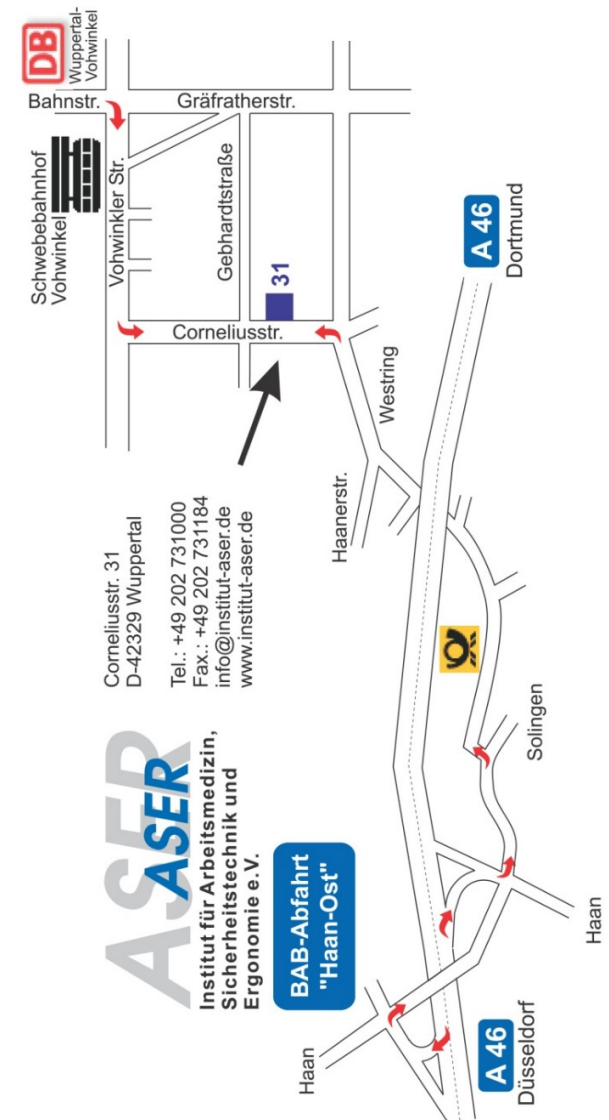 ASER
ASER
Institut für Arbeitsmedizin,
Sicherheitstechnik und
Ergonomie e.V.
Corneliusstr. 31
D-42329 Wuppertal
Tel.: +49 202 731000
Fax.: +49 202 731184
info@institut-aser.de
www.institut-aser.de
Schwebebahnhof
Vohwinkel
Bahnstr.
DB
Wuppertal-
Vohwinkel
Vohwinkler Str.
Gräfratherstr.
Gebhardtstraße
Corneliusstr.
31
BAB-Abfahrt
"Haan-Ost"
Haan
Haanerstr.
Westring
A 46
Dortmund
A 46
Düsseldorf
Solingen
Haan